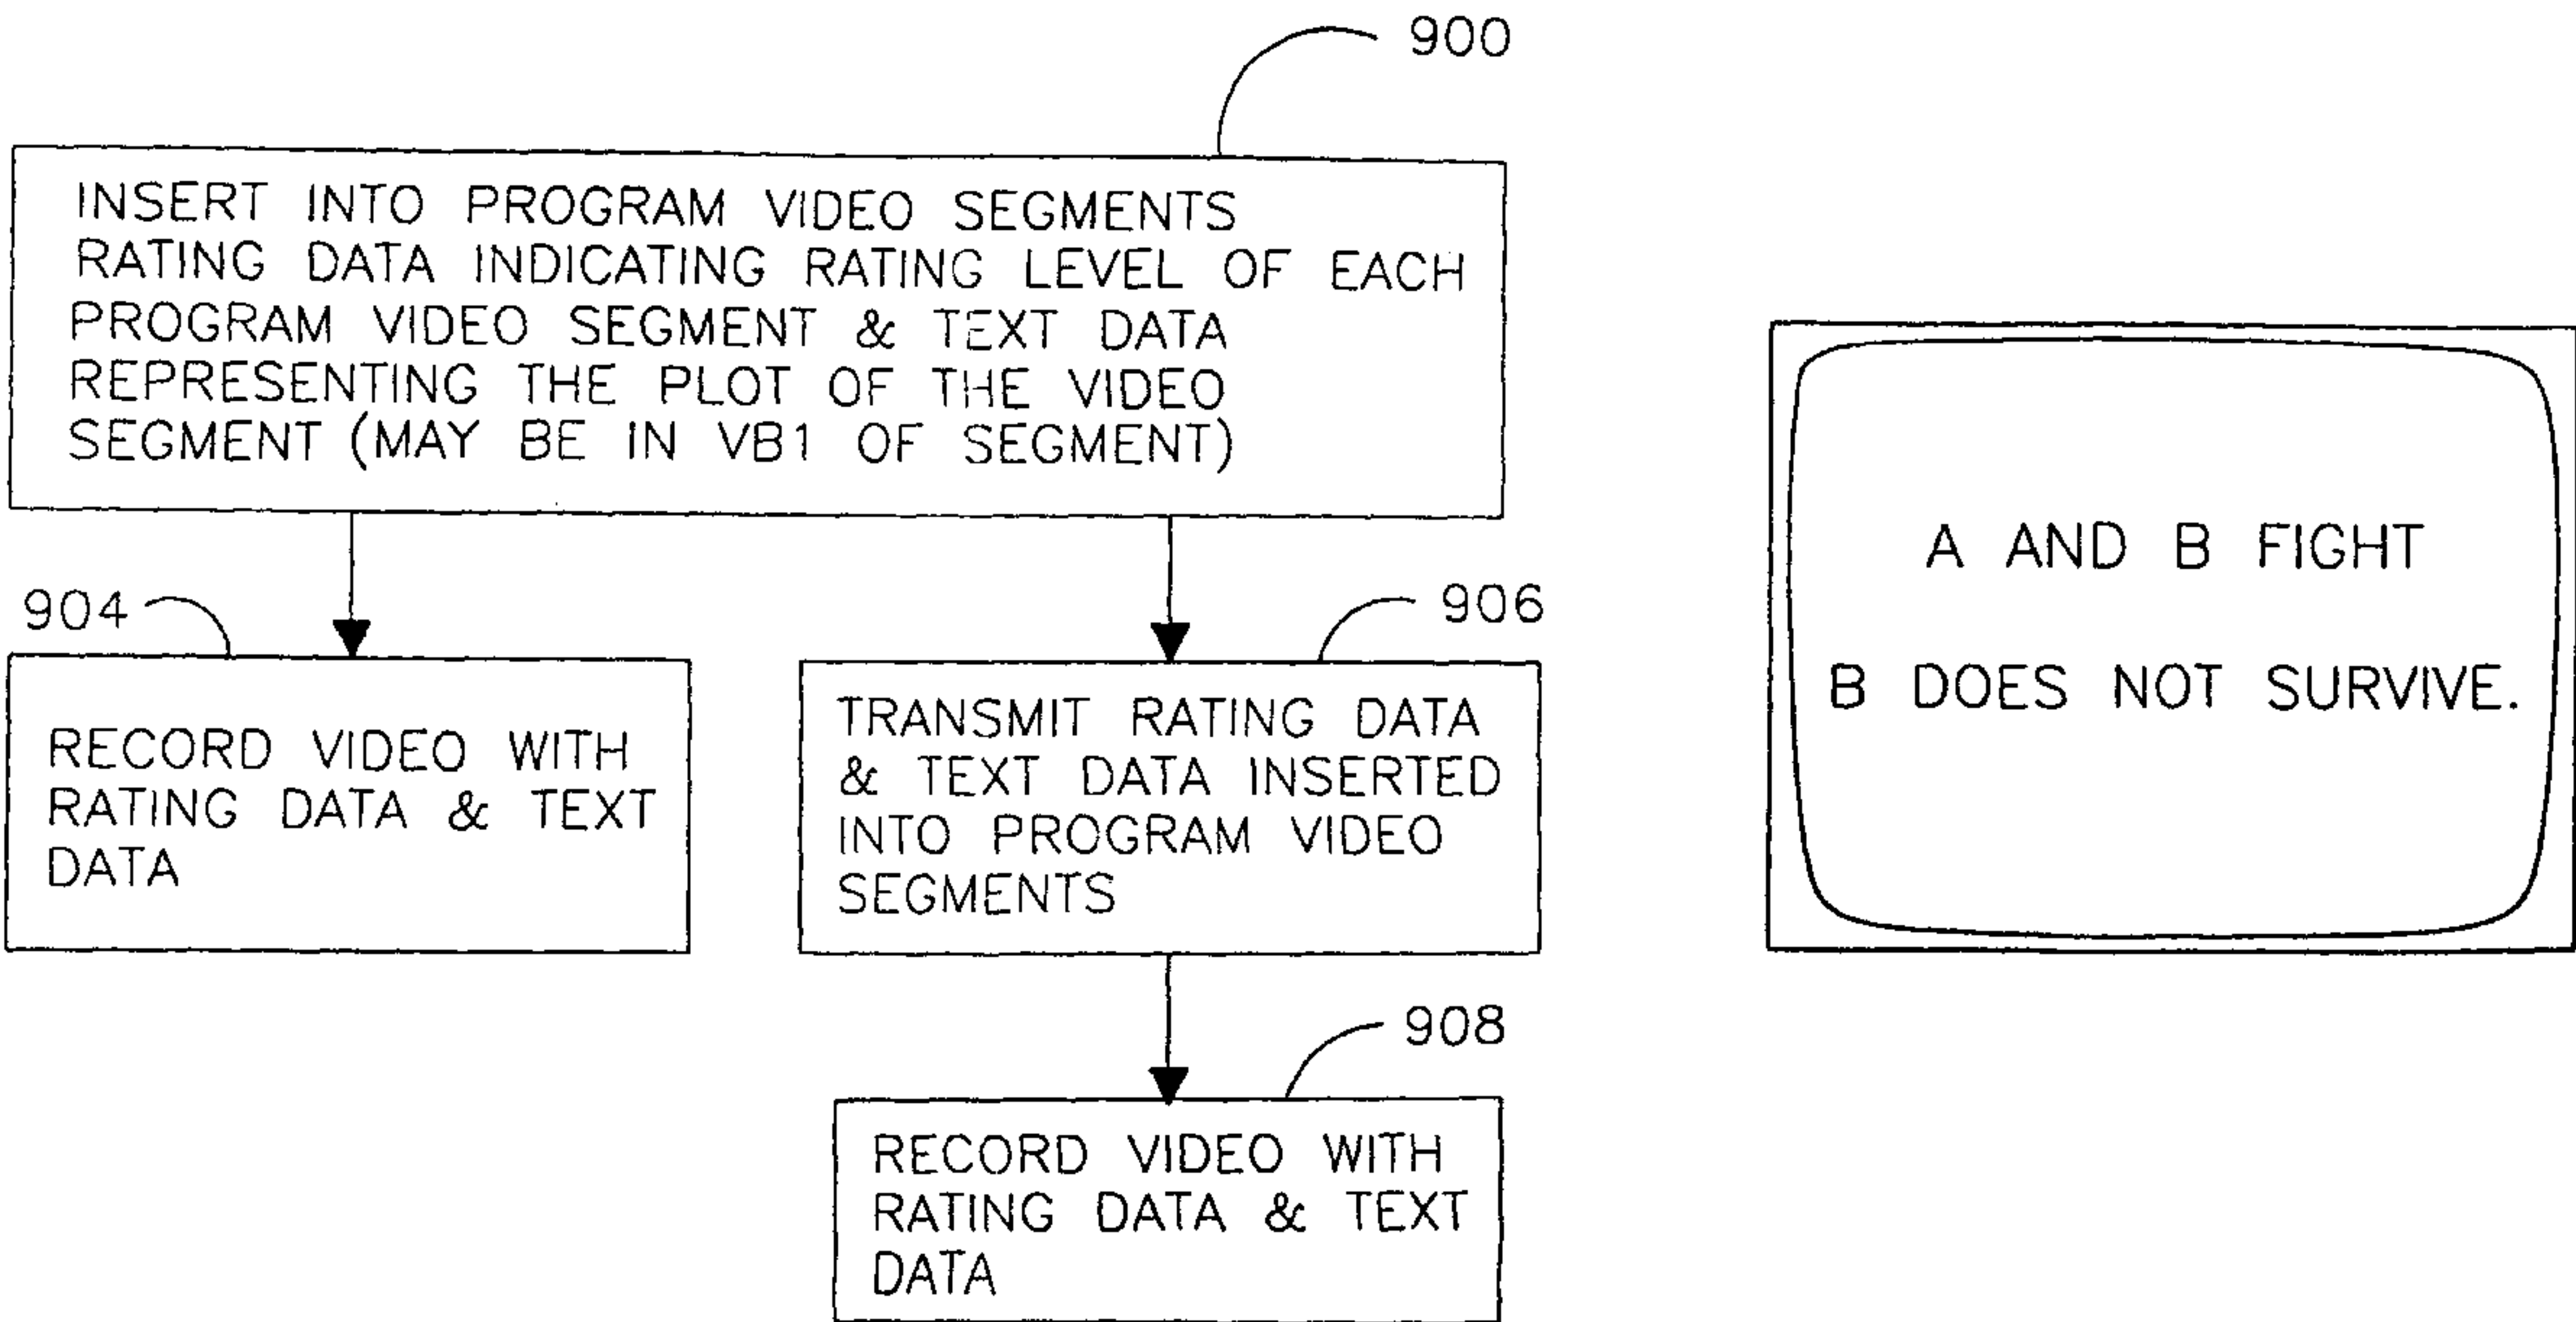 900
INSERT INTO PROGRAM VIDEO SEGMENTS
RATING DATA INDICATING RATING LEVEL OF EACH
PROGRAM VIDEO SEGMENT & TEXT DATA
REPRESENTING THE PLOT OF THE VIDEO
SEGMENT (MAY BE IN VB1 OF SEGMENT)
904
RECORD VIDEO WITH
RATING DATA & TEXT
DATA
906
TRANSMIT RATING DATA
& TEXT DATA INSERTED
INTO PROGRAM VIDEO
SEGMENTS
908
RECORD VIDEO WITH
RATING DATA & TEXT
DATA
A AND B FIGHT
B DOES NOT SURVIVE.